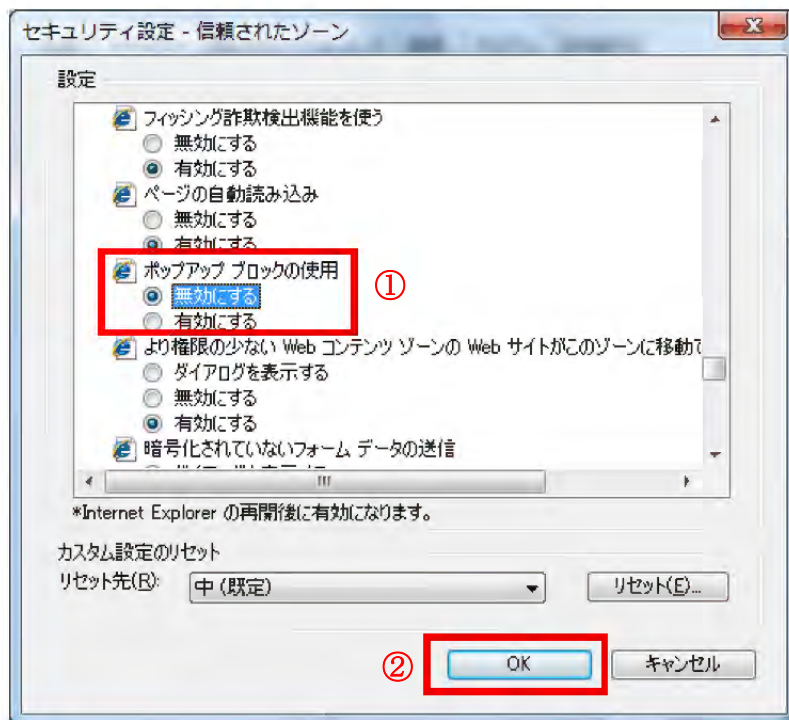 セキュリティ設定 - 信頼されたゾーン
設定
フィッシング詐欺検出機能を使う
無効にする
有効にする
ページの自動読み込み
無効にする
有効にする
ポップアップ ブロックの使用
①
無効にする
有効にする
より権限の少ない Web コンテンツ ゾーンの Web サイトがこのゾーンに移動で
ダイアログを表示する
無効にする
有効にする
暗号化されていないフォーム データの送信
*Internet Explorer の再開後に有効になります。
カスタム設定のリセット
リセット先(R):
中 (既定)
リセット(E)...
②
OK
キャンセル